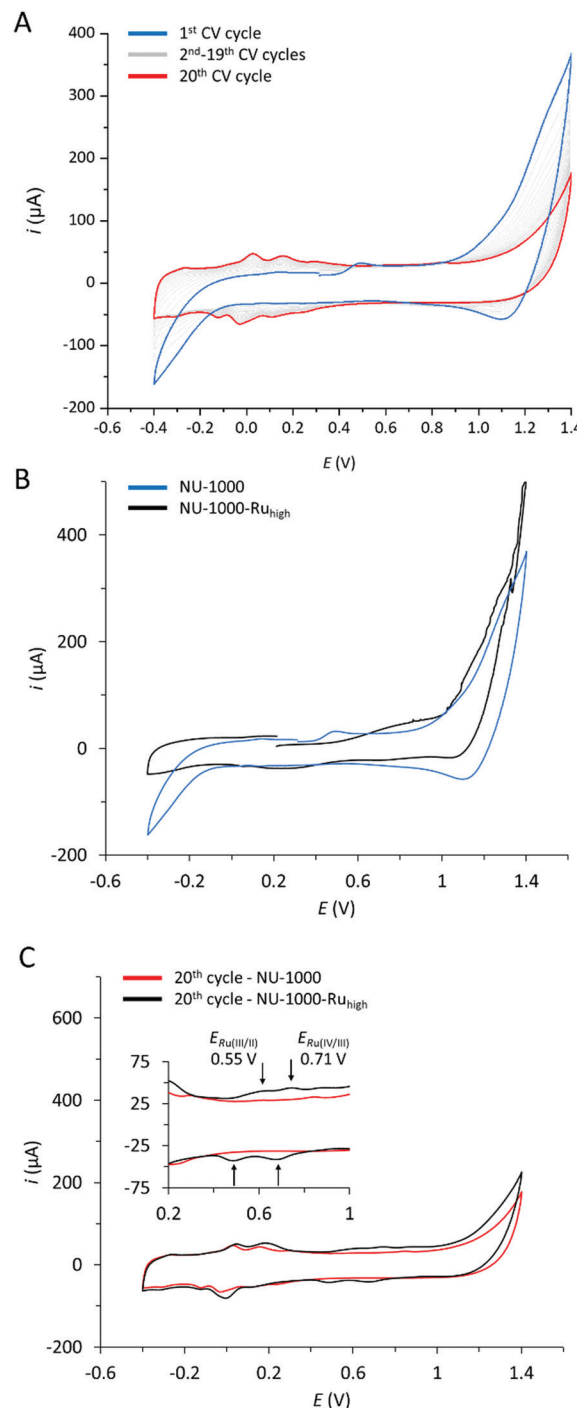 A
1st CV cycle
2nd-19th CV cycles
20th CV cycle
400
300
200
100
0
-100
-200
i (μA)
-0.6 -0.4 -0.2 0.0 0.2 0.4 0.6 0.8 1.0 1.2 1.4
E (V)
B
NU-1000
NU-1000-Ruhigh
400
200
0
-200
i (μA)
-0.6 -0.2 0.2 0.6 1 1.4
E (V)
C
20th cycle - NU-1000
20th cycle - NU-1000-Ruhigh
600
400
200
0
-200
i (μA)
ERu(III/II) ERu(IV/III)
0.55 V 0.71 V
75
25
-25
-75
0.2 0.6 1
-0.6 -0.2 0.2 0.6 1 1.4
E (V)